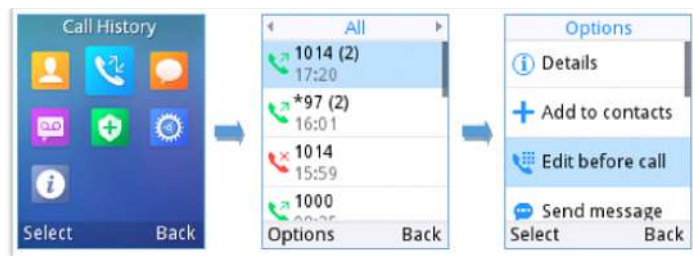 Call History
Select Back
All
1014 (2)
17:20
*97 (2)
16:01
1014
15:59
1000
Options Back
Options
Details
Add to contacts
Edit before call
Send message
Select Back